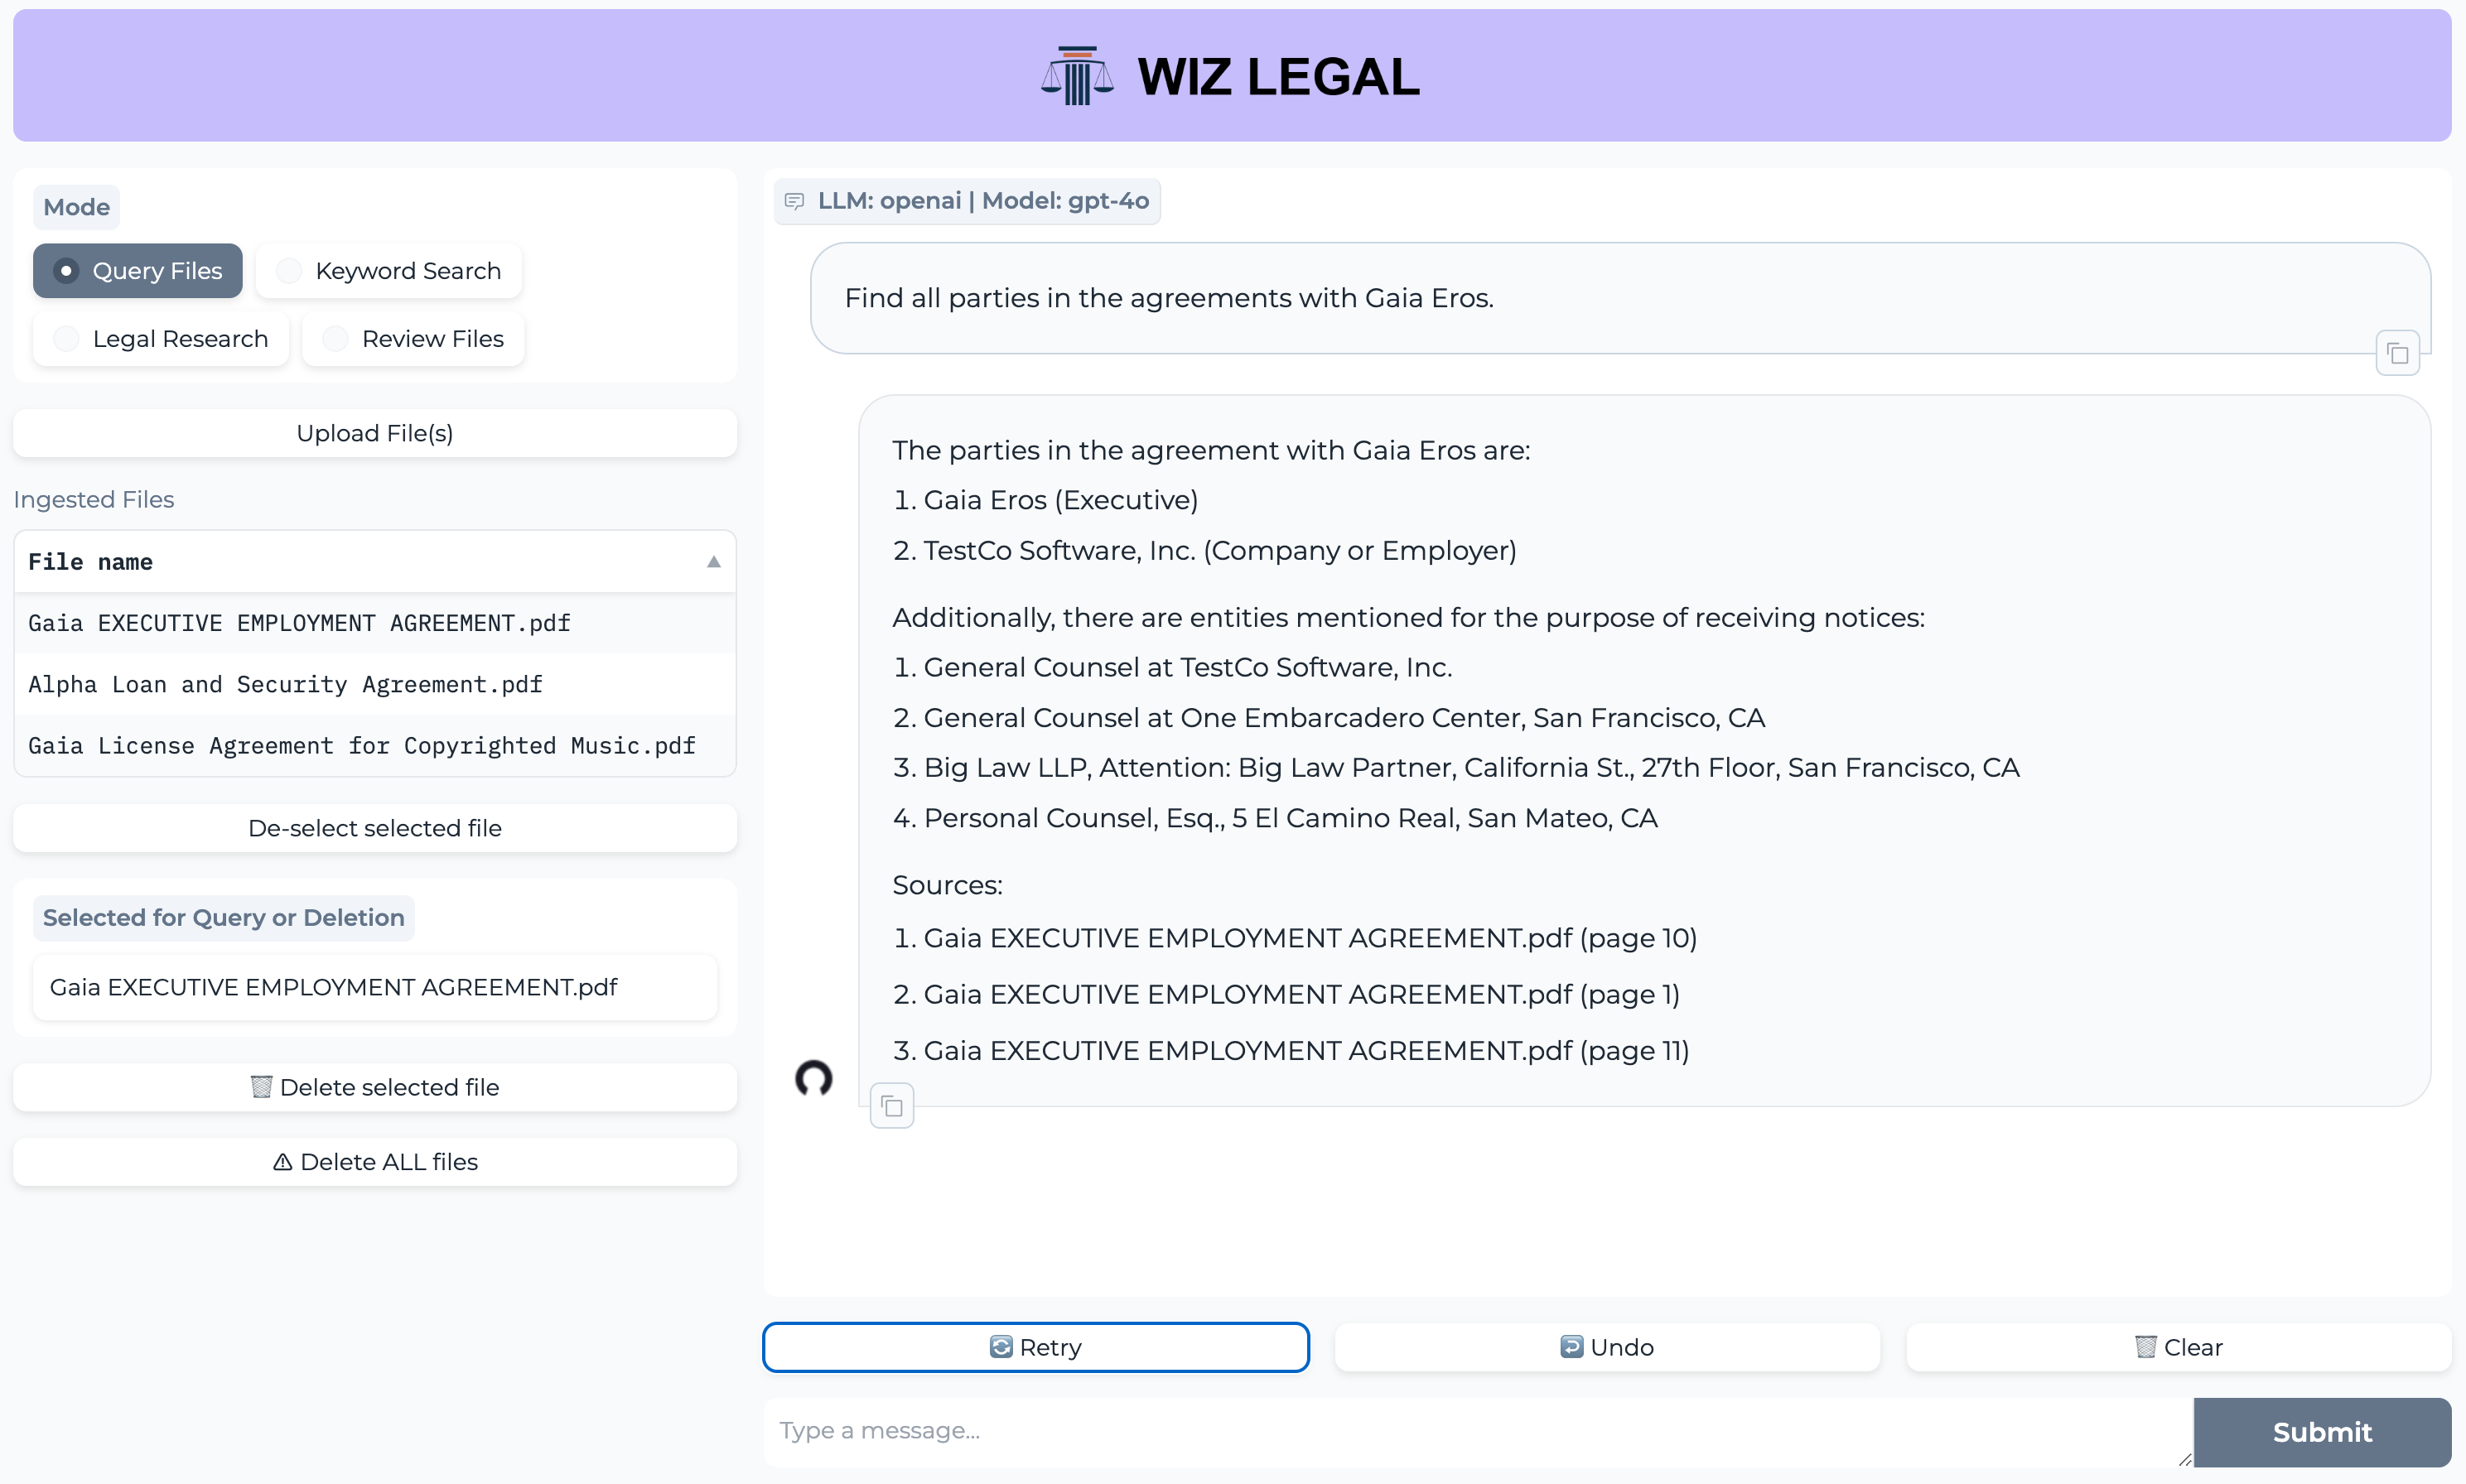 WIZ LEGAL
Mode
Query Files
Keyword Search
Legal Research
Review Files
Upload File(s)
Ingested Files
File name
Gaia EXECUTIVE EMPLOYMENT AGREEMENT.pdf
Alpha Loan and Security Agreement.pdf
Gaia License Agreement for Copyrighted Music.pdf
De-select selected file
Selected for Query or Deletion
Gaia EXECUTIVE EMPLOYMENT AGREEMENT.pdf
Delete selected file
Delete ALL files
LLM: openai | Model: gpt-4o
Find all parties in the agreements with Gaia Eros.
The parties in the agreement with Gaia Eros are:
1. Gaia Eros (Executive)
2. TestCo Software, Inc. (Company or Employer)
Additionally, there are entities mentioned for the purpose of receiving notices:
1. General Counsel at TestCo Software, Inc.
2. General Counsel at One Embarcadero Center, San Francisco, CA
3. Big Law LLP, Attention: Big Law Partner, California St., 27th Floor, San Francisco, CA
4. Personal Counsel, Esq., 5 El Camino Real, San Mateo, CA
Sources:
1. Gaia EXECUTIVE EMPLOYMENT AGREEMENT.pdf (page 10)
2. Gaia EXECUTIVE EMPLOYMENT AGREEMENT.pdf (page 1)
3. Gaia EXECUTIVE EMPLOYMENT AGREEMENT.pdf (page 11)
Retry
Undo
Clear
Type a message...
Submit